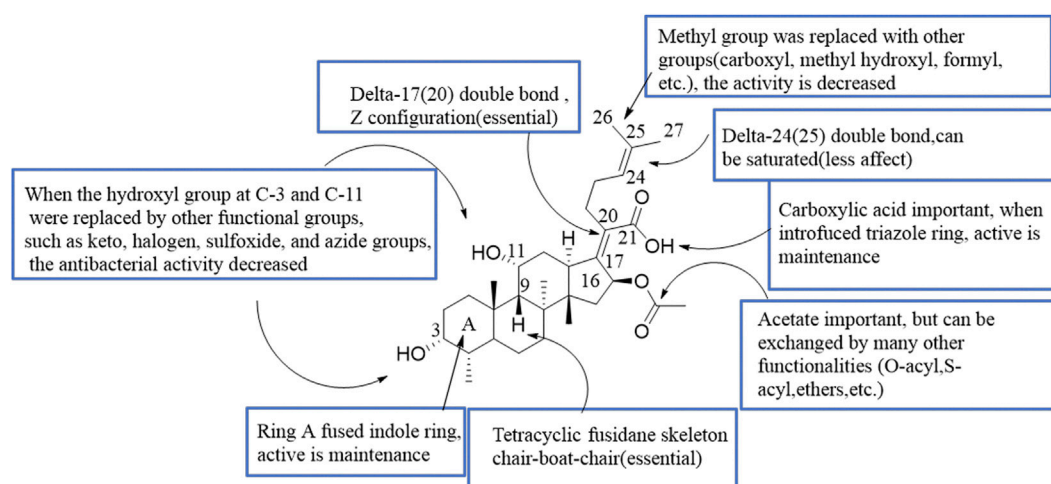 Methyl group was replaced with other
groups(carboxyl, methyl hydroxyl, formyl,
etc.), the activity is decreased
Delta-17(20) double bond ,
Z configuration(essential)
26
25
27
Delta-24(25) double bond,can
be saturated(less affect)
24
When the hydroxyl group at C-3 and C-11
were replaced by other functional groups,
such as keto, halogen, sulfoxide, and azide groups,
the antibacterial activity decreased
Carboxylic acid important, when
introfuced triazole ring, active is
maintenance
20
O
21
OH
H
HO
11
17
9
16
O
H
O
3
A
HO
Acetate important, but can be
exchanged by many other
functionalities (O-acyl,S-
acyl,ethers,etc.)
Ring A fused indole ring,
active is maintenance
Tetracyclic fusidane skeleton
chair-boat-chair(essential)